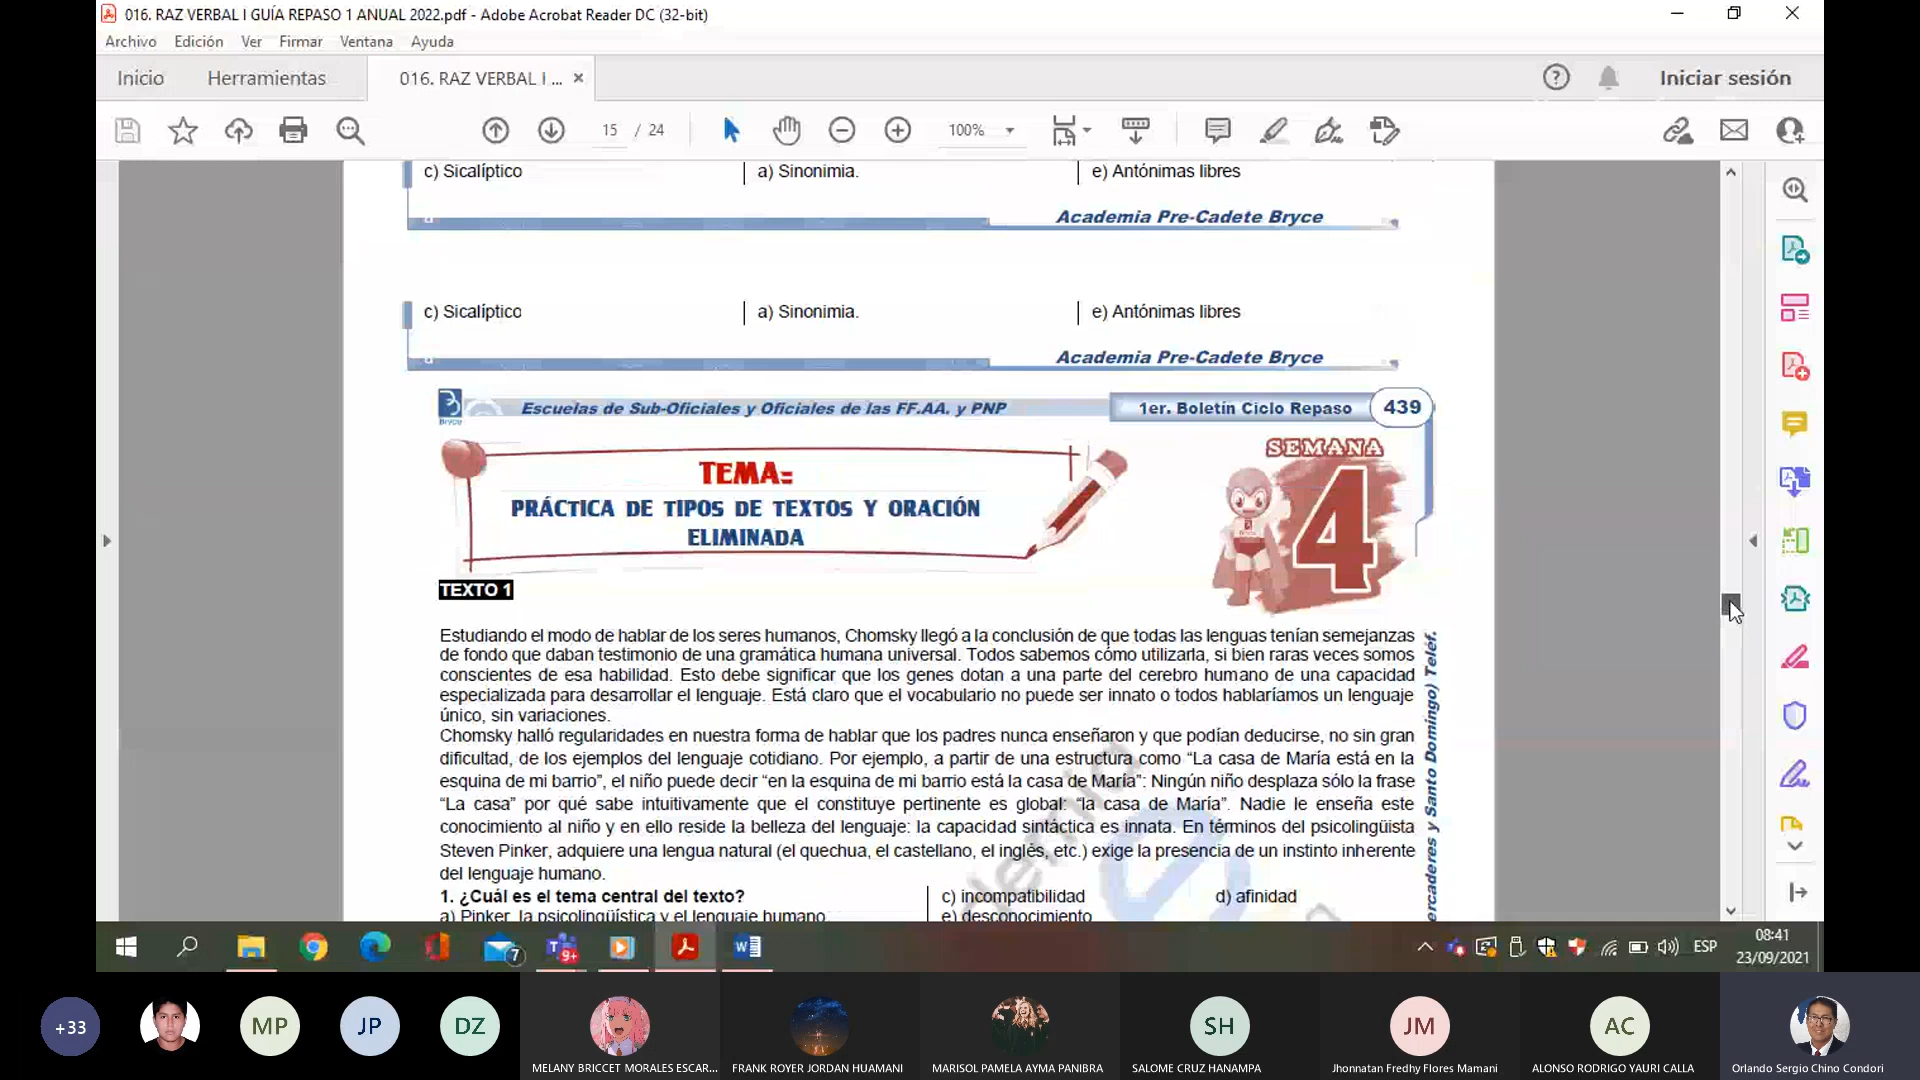 016. RAZ VERBAL I GUÍA REPASO 1 ANUAL 2022.pdf - Adobe Acrobat Reader DC (32-bit)
Archivo Edición Ver Firmar Ventana Ayuda
Inicio Herramientas 016. RAZ VERBAL I ... × Iniciar sesión
15 / 24 100%
c) Sicalíptico a) Sinonimia. e) Antónimas libres
Academia Pre-Cadete Bryce
c) Sicalíptico a) Sinonimia. e) Antónimas libres
Academia Pre-Cadete Bryce
Bryce Escuelas de Sub-Oficiales y Oficiales de las FF.AA. y PNP 1er. Boletín Ciclo Repaso 439
SEMANA
4
TEMA:
PRÁCTICA DE TIPOS DE TEXTOS Y ORACIÓN
ELIMINADA
TEXTO 1
Estudiando el modo de hablar de los seres humanos, Chomsky llegó a la conclusión de que todas las lenguas tenían semejanzas
de fondo que daban testimonio de una gramática humana universal. Todos sabemos cómo utilizarla, si bien raras veces somos
conscientes de esa habilidad. Esto debe significar que los genes dotan a una parte del cerebro humano de una capacidad
especializada para desarrollar el lenguaje. Está claro que el vocabulario no puede ser innato o todos hablaríamos un lenguaje
único, sin variaciones.
Chomsky halló regularidades en nuestra forma de hablar que los padres nunca enseñaron y que podían deducirse, no sin gran
dificultad, de los ejemplos del lenguaje cotidiano. Por ejemplo, a partir de una estructura como “La casa de María está en la
esquina de mi barrio”, el niño puede decir “en la esquina de mi barrio está la casa de María”: Ningún niño desplaza sólo la frase
“La casa” por qué sabe intuitivamente que el constituye pertinente es global: “la casa de María”. Nadie le enseña este
conocimiento al niño y en ello reside la belleza del lenguaje: la capacidad sintáctica es innata. En términos del psicolingüista
Steven Pinker, adquiere una lengua natural (el quechua, el castellano, el inglés, etc.) exige la presencia de un instinto inherente
del lenguaje humano.
1. ¿Cuál es el tema central del texto? c) incompatibilidad d) afinidad
a) Pinker, la psicolingüística y el lenguaje humano e) desconocimiento
ercaderes y Santo Domingo) Teléf.
7 9+ ESP 08:41
23/09/2021
+33 MP JP DZ SH JM AC
MELANY BRICCET MORALES ESCAR... FRANK ROYER JORDAN HUAMANI MARISOL PAMELA AYMA PANIBRA SALOME CRUZ HANAMPA Jhonnatan Fredhy Flores Mamani ALONSO RODRIGO YAURI CALLA Orlando Sergio Chino Condori